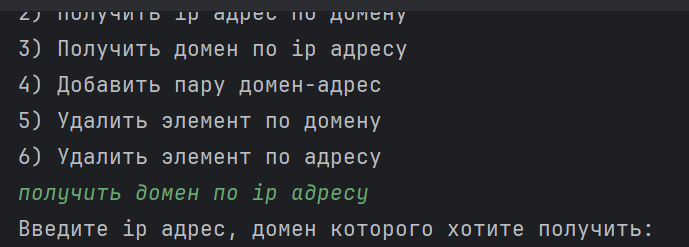 2) Получить ip адрес по домену
3) Получить домен по ip адресу
4) Добавить пару домен-адрес
5) Удалить элемент по домену
6) Удалить элемент по адресу
получить домен по ip адресу
Введите ip адрес, домен которого хотите получить: